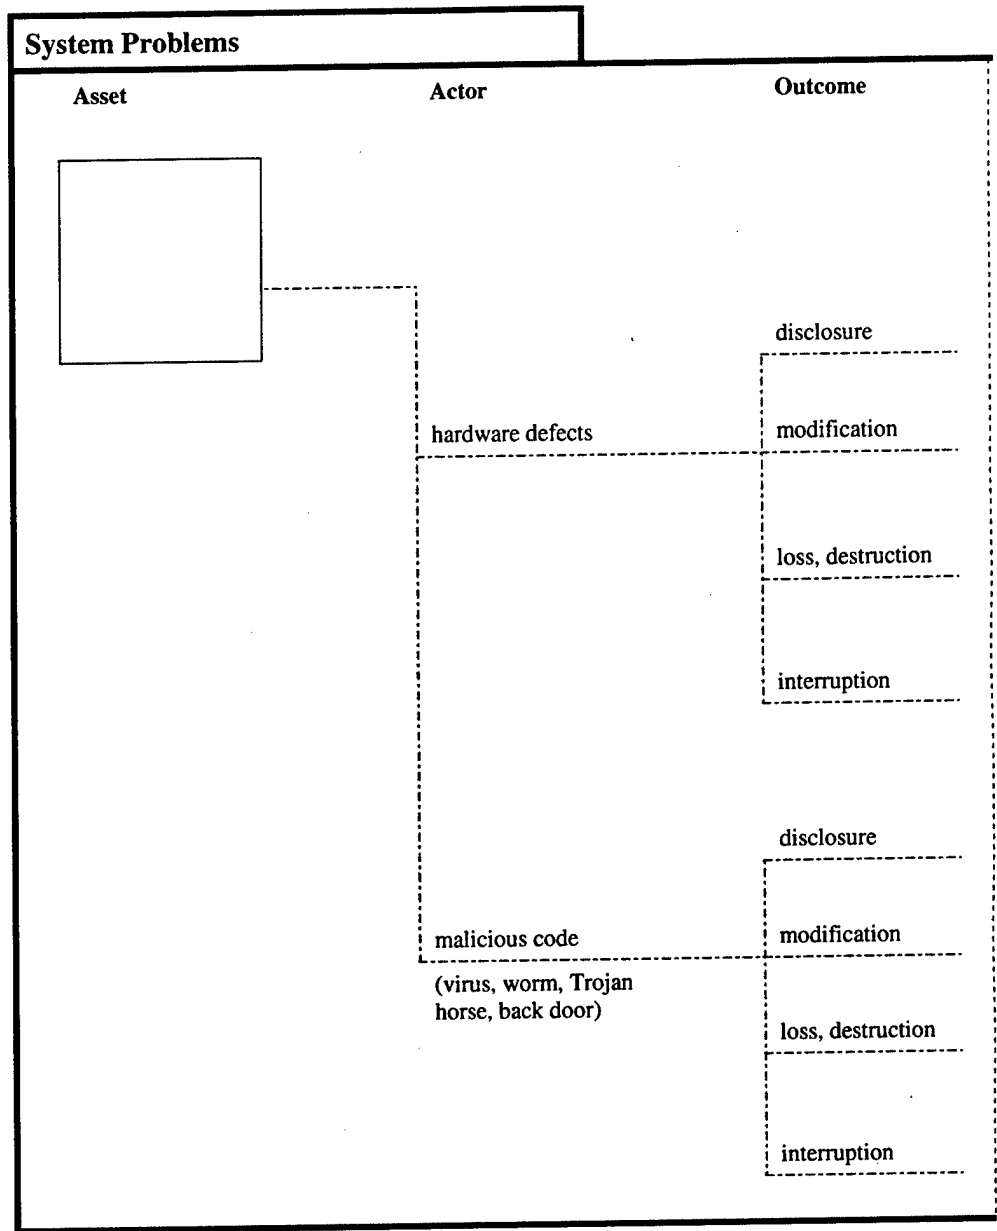 System Problems
Asset
Actor
Outcome
disclosure
hardware defects
modification
loss, destruction
interruption
disclosure
malicious code
(virus, worm, Trojan
horse, back door)
modification
loss, destruction
interruption